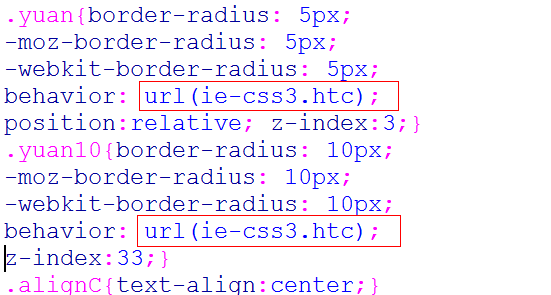 .yuan{border-radius: 5px;
-moz-border-radius: 5px;
-webkit-border-radius: 5px;
behavior: url(ie-css3.htc);
position:relative; z-index:3;}
.yuan10{border-radius: 10px;
-moz-border-radius: 10px;
-webkit-border-radius: 10px;
behavior: url(ie-css3.htc);
z-index:33;}
.alignC{text-align:center;}